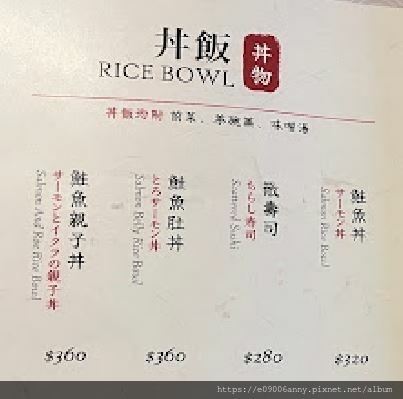 丼飯
RICE BOWL
丼物
丼飯均附 前菜、茶碗蒸、味噌湯
鮭魚丼
サーモン丼
Salmon Rice Bowl
$320
散壽司
ちらし寿司
Scattered Sushi
$280
鮭魚肚丼
とろサーモン丼
Salmon Belly Rice Bowl
$360
鮭魚親子丼
サーモンとイクラの親子丼
Salmon And Roe Rice Bowl
$360
https://e09006anny.pixnet.net/album